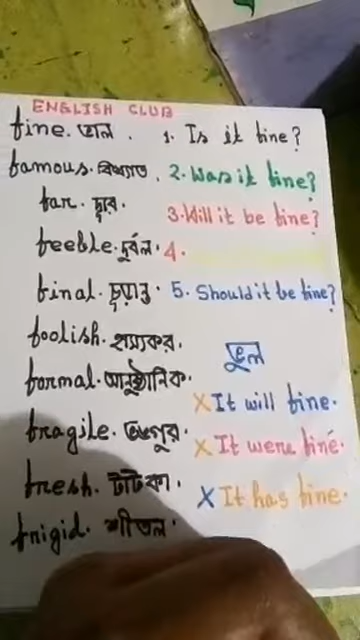 ENGLISH CLUB
fine. ভাল.
famous. বিখ্যাত.
far. দূর.
feeble. দুর্বল.
final. চূড়ান্ত.
foolish. হাস্যকর.
formal. আনুষ্ঠানিক.
fragile. ভঙ্গুর.
fresh. টাটকা.
frigid. শীতল.
1. Is it fine?
2. Was it fine?
3. Will it be fine?
4.
5. Should it be fine?
ভুল
X It will fine.
X It were fine.
X It has fine.